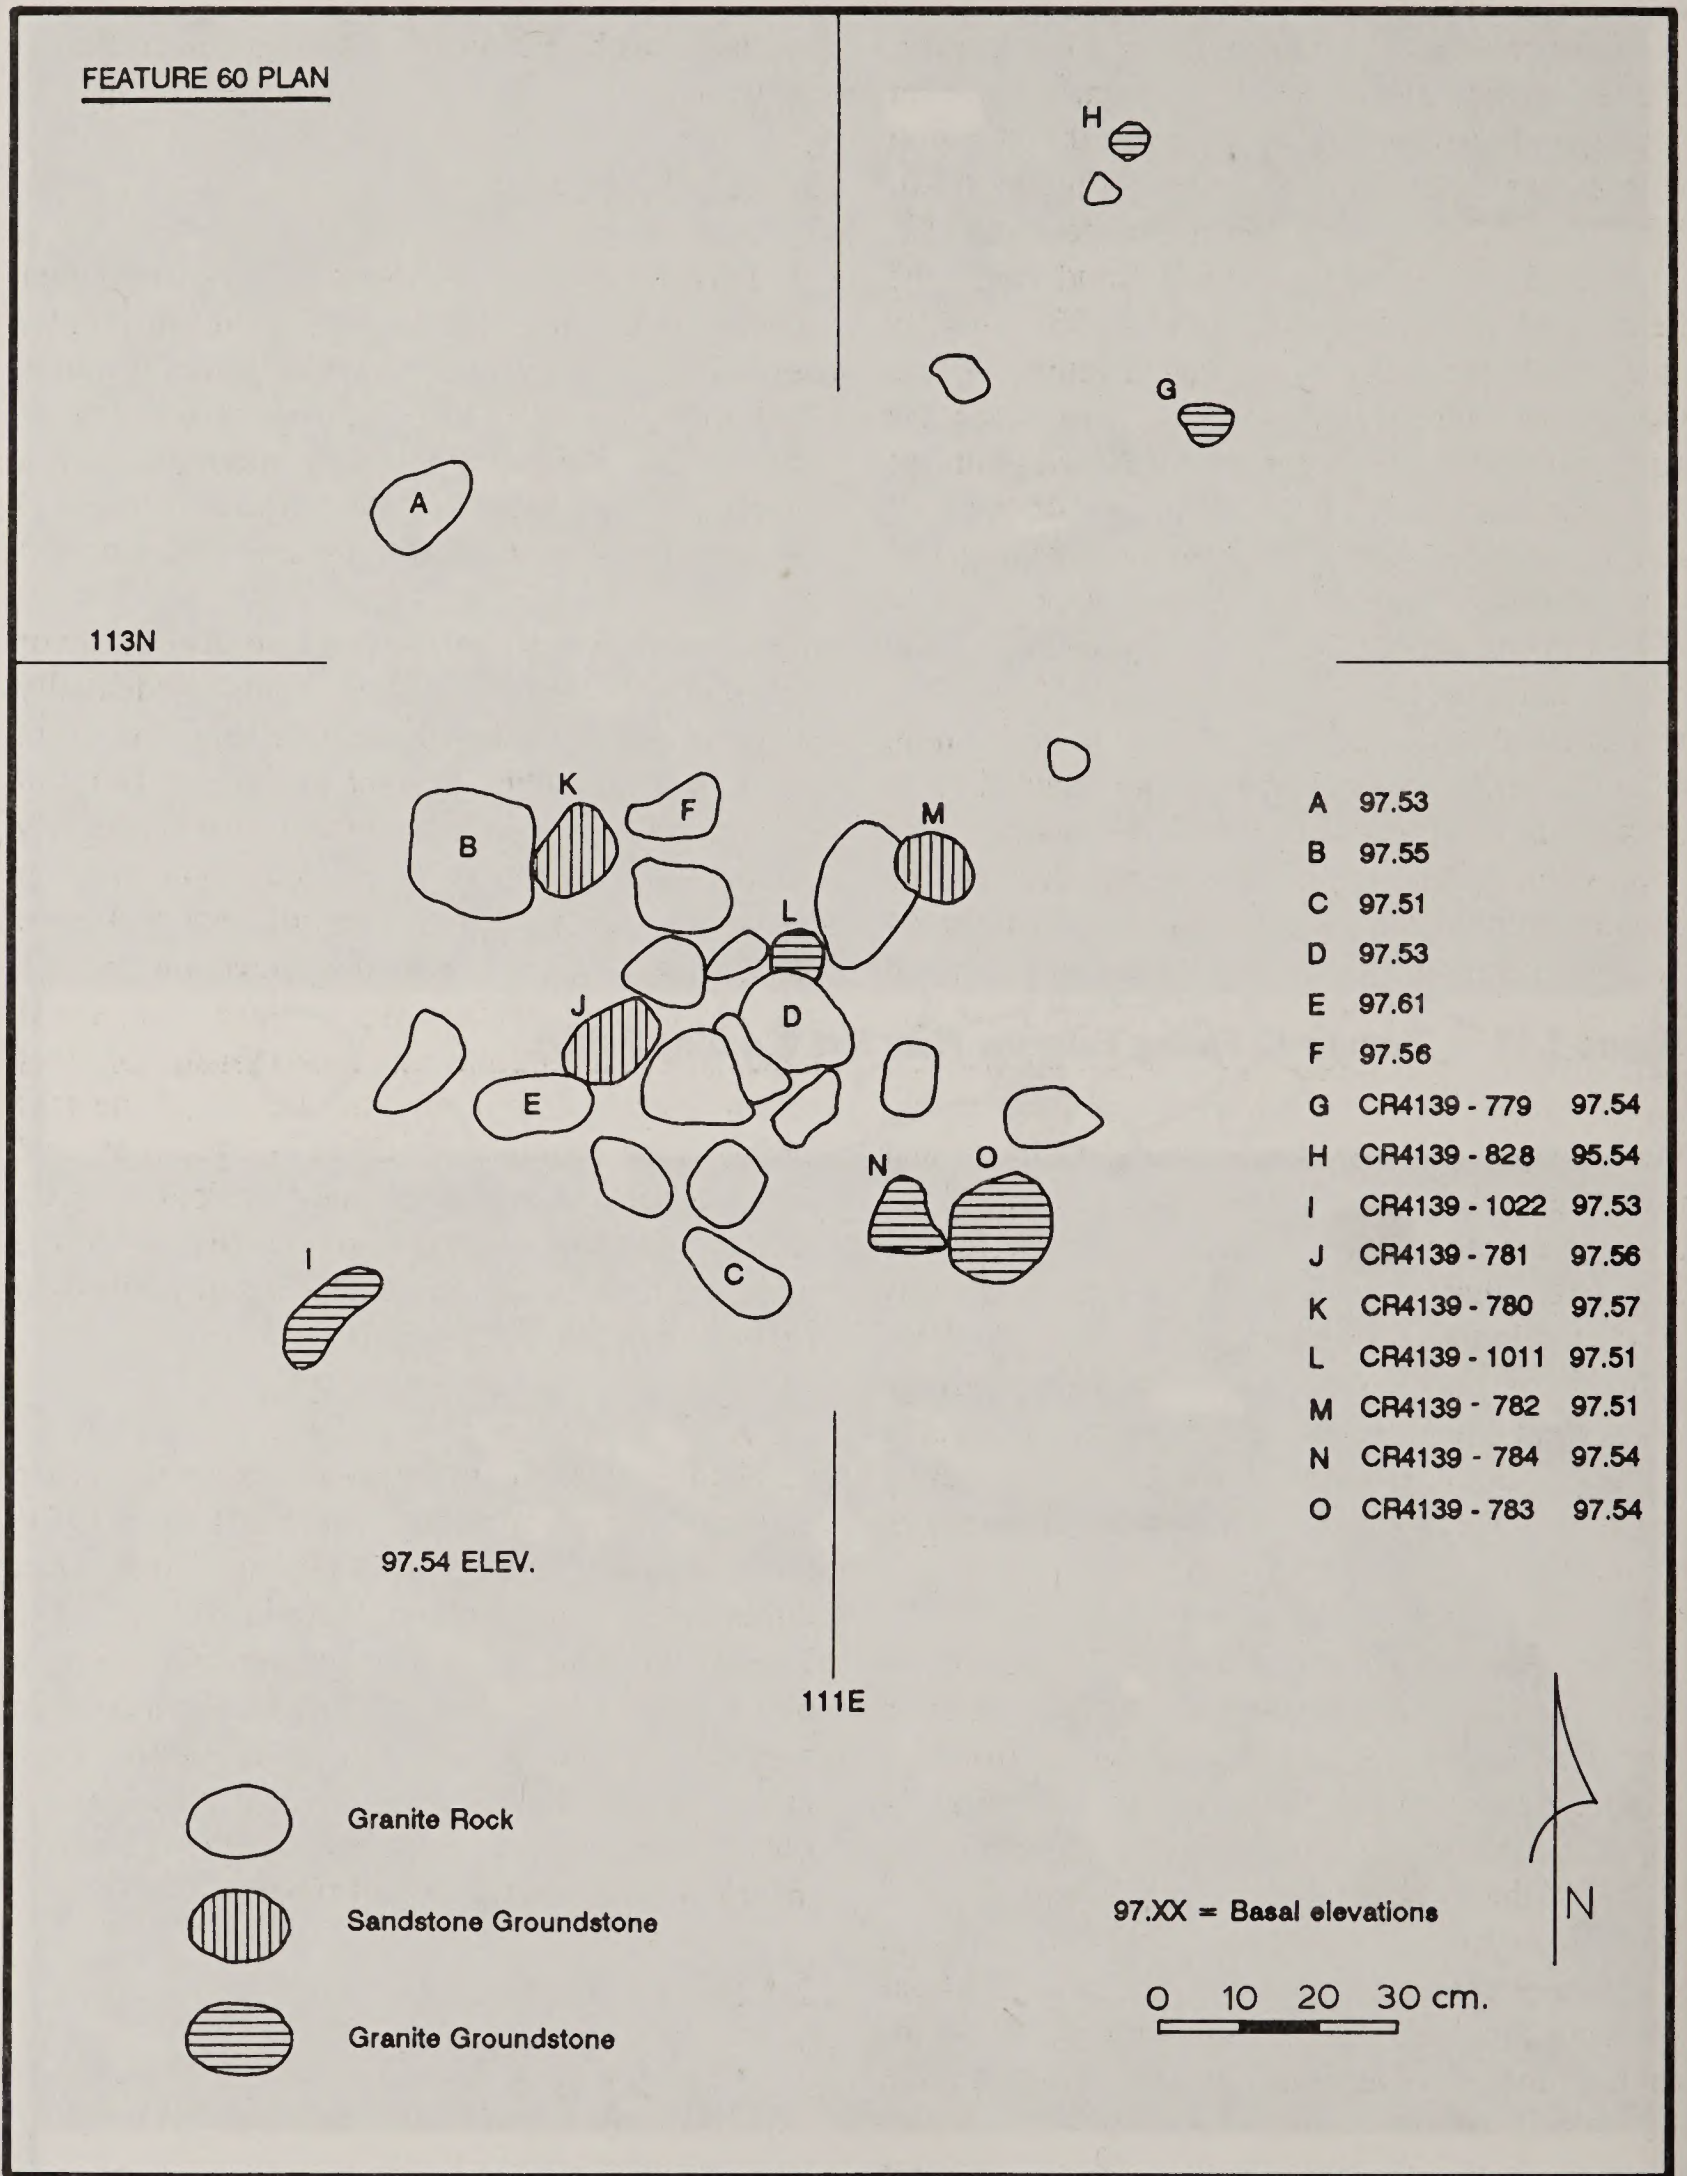 FEATURE 60 PLAN
H
G
A
113N
K
F
B
M
L
J
D
E
N
O
I
C
A 97.53
B 97.55
C 97.51
D 97.53
E 97.61
F 97.56
G CR4139 - 779 97.54
H CR4139 - 828 95.54
I CR4139 - 1022 97.53
J CR4139 - 781 97.56
K CR4139 - 780 97.57
L CR4139 - 1011 97.51
M CR4139 - 782 97.51
N CR4139 - 784 97.54
O CR4139 - 783 97.54
97.54 ELEV.
111E
Granite Rock
Sandstone Groundstone
Granite Groundstone
97.XX = Basal elevations
N
0 10 20 30 cm.